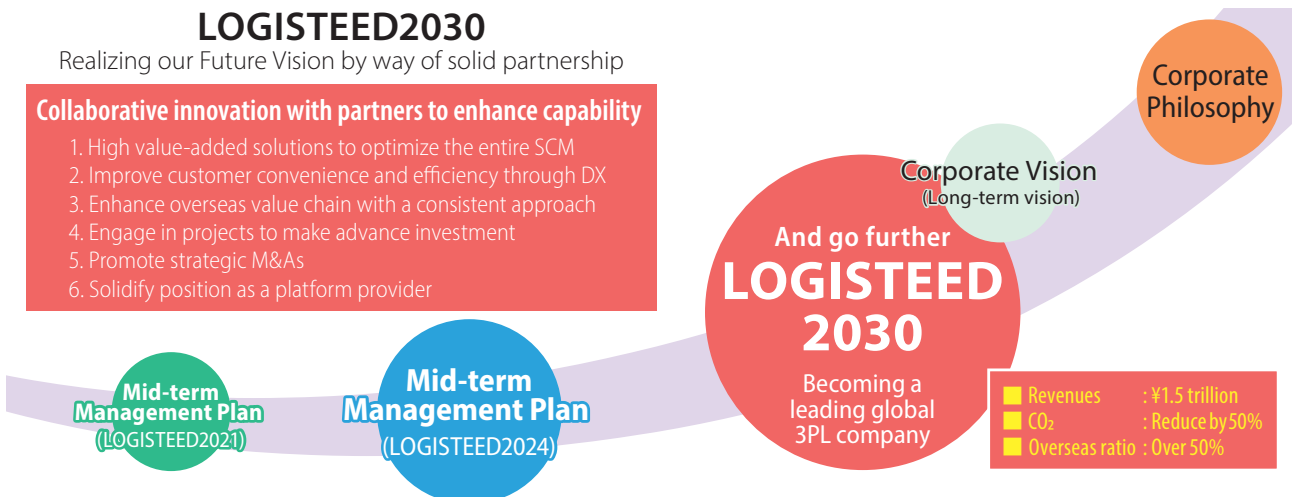 LOGISTEED2030
Realizing our Future Vision by way of solid partnership
Collaborative innovation with partners to enhance capability
1. High value-added solutions to optimize the entire SCM
2. Improve customer convenience and efficiency through DX
3. Enhance overseas value chain with a consistent approach
4. Engage in projects to make advance investment
5. Promote strategic M&As
6. Solidify position as a platform provider
Mid-term
Management Plan
(LOGISTEED2021)
Mid-term
Management Plan
(LOGISTEED2024)
And go further
LOGISTEED
2030
Becoming a
leading global
3PL company
Corporate Vision
(Long-term vision)
Corporate
Philosophy
Revenues : ¥1.5 trillion
CO₂ : Reduce by 50%
Overseas ratio : Over 50%